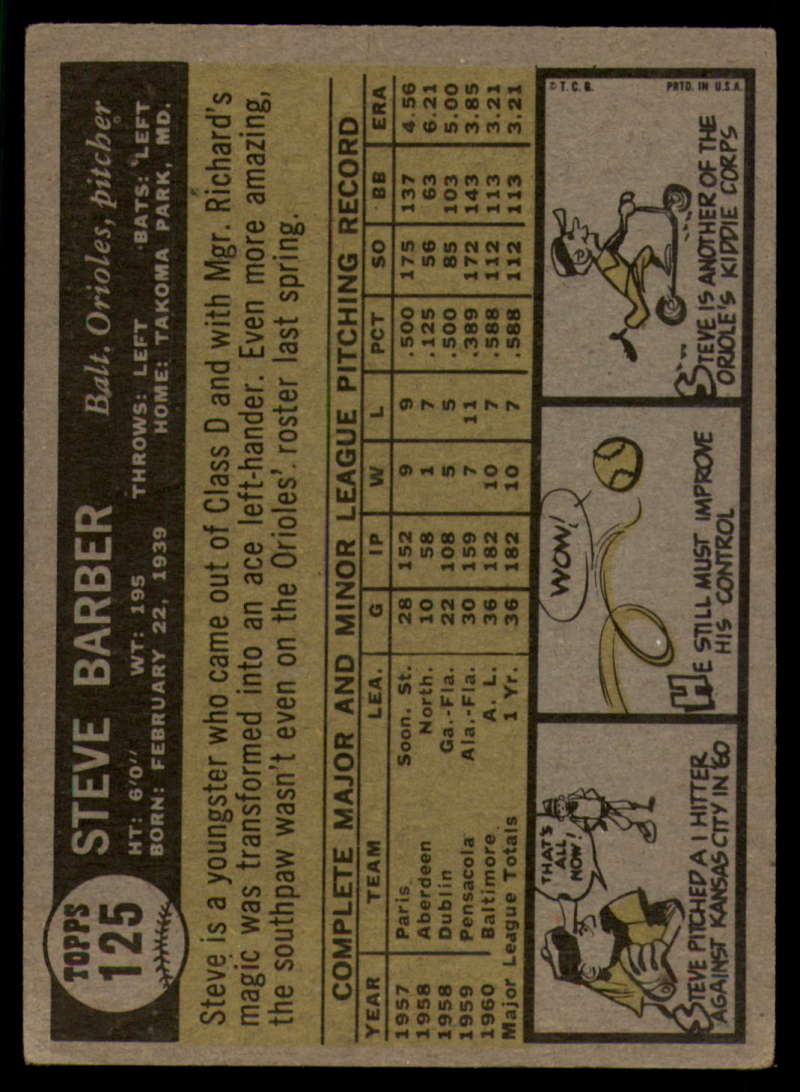 TOPPS
125
STEVE BARBER
Balt. Orioles, pitcher
HT: 6'0" WT: 195 THROWS: LEFT BATS: LEFT
BORN: FEBRUARY 22, 1939 HOME: TAKOMA PARK, MD.
Steve is a youngster who came out of Class D and with Mgr. Richard's
magic was transformed into an ace left-hander. Even more amazing,
the southpaw wasn't even on the Orioles'. roster last spring.
COMPLETE MAJOR AND MINOR LEAGUE PITCHING RECORD
YEAR TEAM LEA. G IP W L PCT SO BB ERA
1957 Paris Soon. St. 28 152 9 9 .500 175 137 4.56
1958 Aberdeen North. 10 58 1 7 .125 56 63 6.21
1958 Dublin Ga.-Fla. 22 108 5 5 .500 85 103 5.00
1959 Pensacola Ala.-Fla. 30 159 7 11 .389 172 143 3.85
1960 Baltimore A. L. 36 182 10 7 .588 112 113 3.21
Major League Totals 1 Yr. 36 182 10 7 .588 112 113 3.21
THAT'S
ALL
NOW!
STEVE PITCHED A 1 HITTER
AGAINST KANSAS CITY IN '60
WOW!
HE STILL MUST IMPROVE
HIS CONTROL
© T. C. G. PRTD. IN U.S.A.
STEVE IS ANOTHER OF THE
ORIOLE'S KIDDIE CORPS